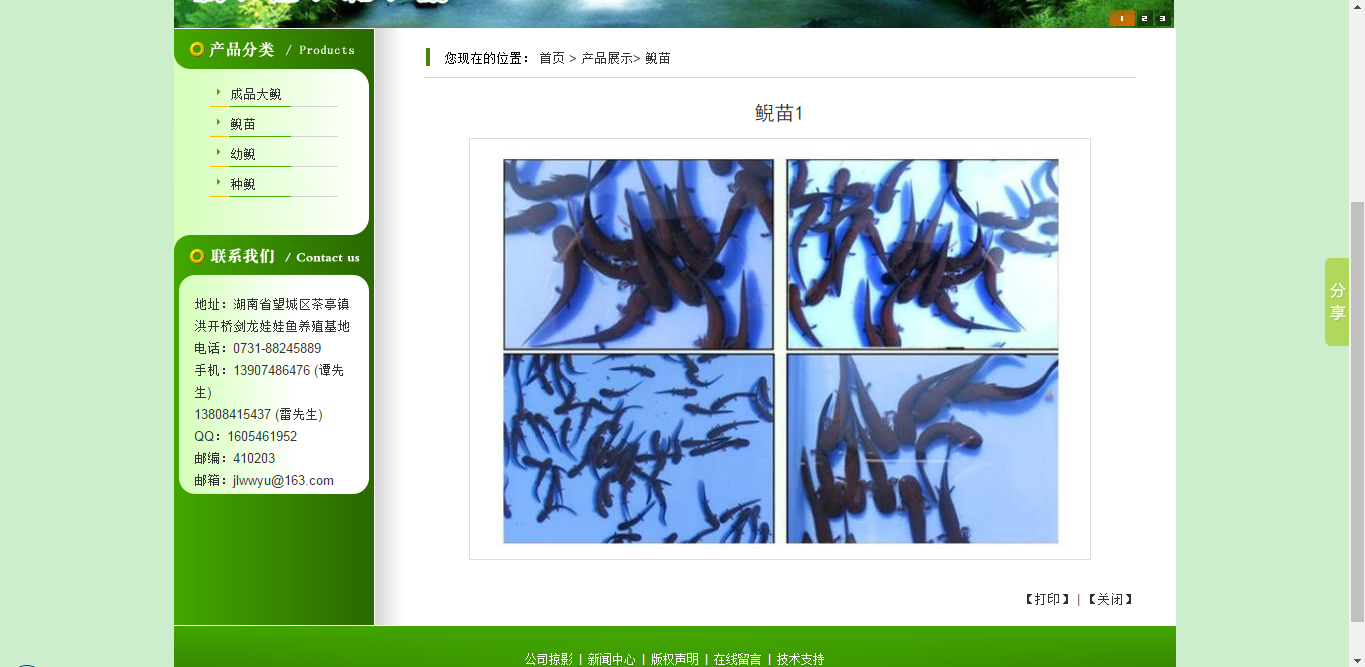 1 2 3
产品分类 / Products
成品大鲵
鲵苗
幼鲵
种鲵
联系我们 / Contact us
地址：湖南省望城区茶亭镇
洪开桥剑龙娃娃鱼养殖基地
电话：0731-88245889
手机：13907486476 (谭先
生)
13808415437 (雷先生)
QQ：1605461952
邮编：410203
邮箱：jlwwyu@163.com
您现在的位置： 首页 > 产品展示> 鲵苗
鲵苗1
【打印】 | 【关闭】
分
享
公司掠影 | 新闻中心 | 版权声明 | 在线留言 | 技术支持